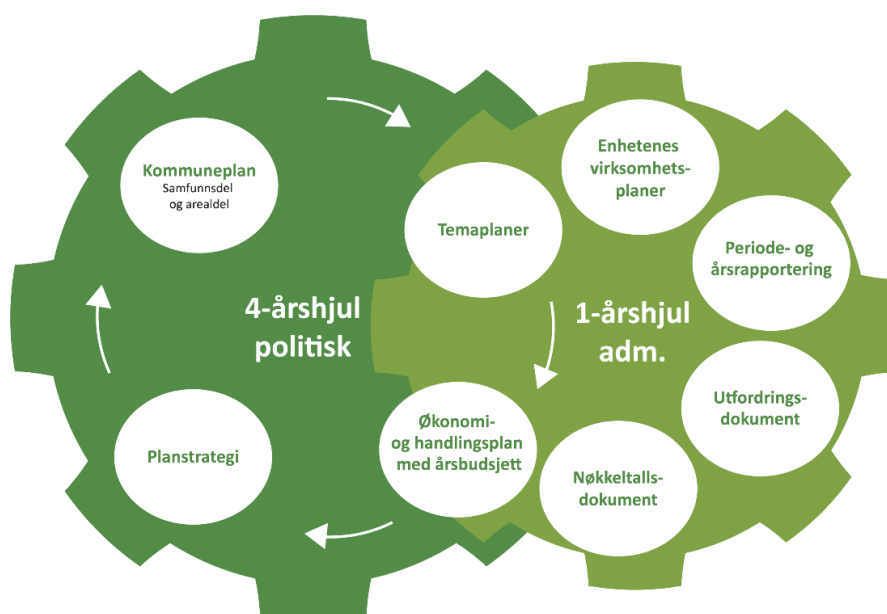 Kommuneplan
Samfunnsdel
og arealdel
Temaplaner
Enhetenes
virksomhets-
planer
Periode- og
årsrapportering
4-årshjul
politisk
1-årshjul
adm.
Utfordrings-
dokument
Planstrategi
Økonomi-
og handlingsplan
med årsbudsjett
Nøkkeltalls-
dokument